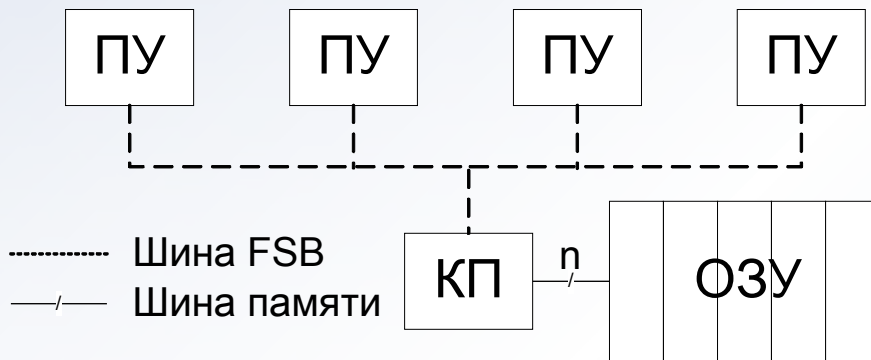 ПУ ПУ ПУ ПУ
Шина FSB
Шина памяти
КП
n
ОЗУ